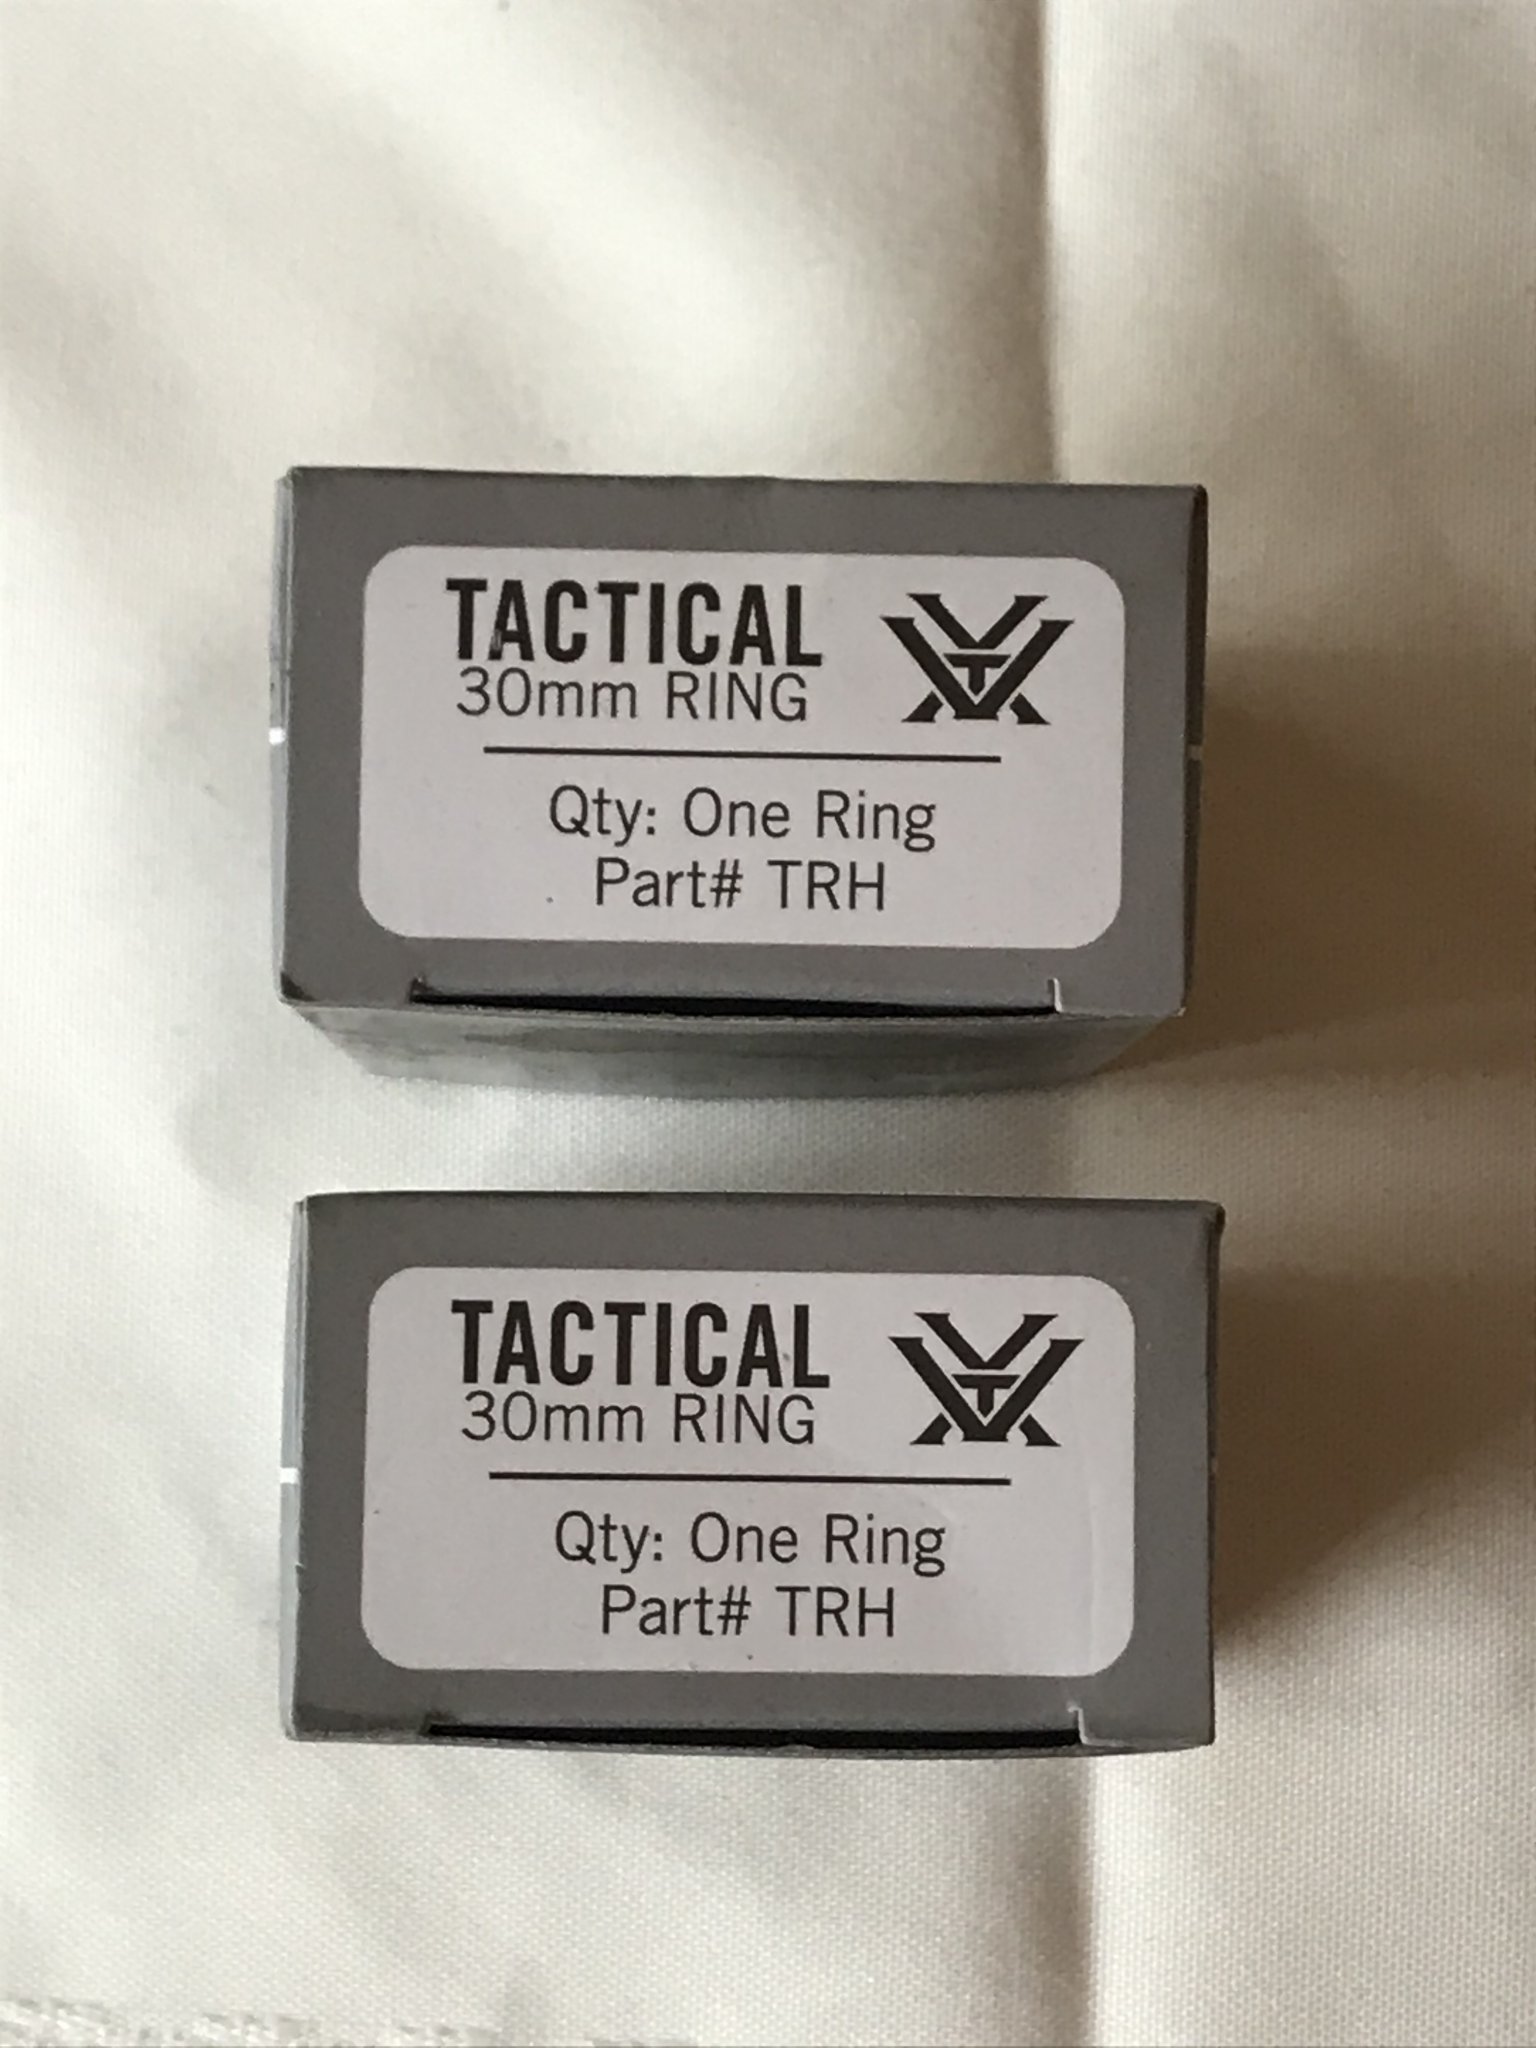 TACTICAL
30mm RING
Qty: One Ring
Part# TRH
TACTICAL
30mm RING
Qty: One Ring
Part# TRH